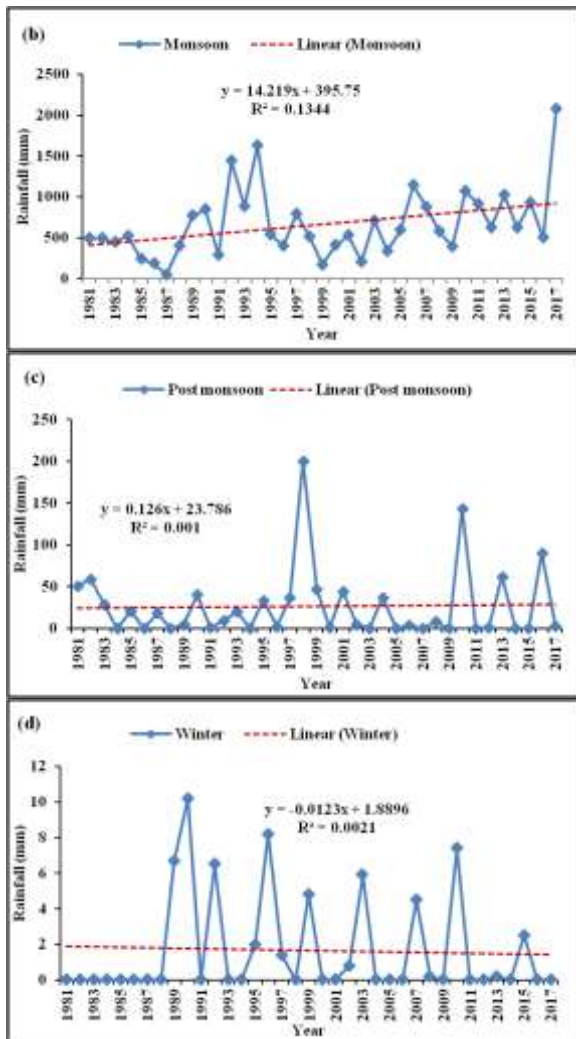 (b)
Monsoon Linear (Monsoon)
y = 14.219x + 395.75
R² = 0.1344
Rainfall (mm)
2500
2000
1500
1000
500
0
1981 1983 1985 1987 1989 1991 1993 1995 1997 1999 2001 2003 2005 2007 2009 2011 2013 2015 2017
Year
(c)
Post monsoon Linear (Post monsoon)
y = 0.126x + 23.786
R² = 0.001
Rainfall (mm)
250
200
150
100
50
0
1981 1983 1985 1987 1989 1991 1993 1995 1997 1999 2001 2003 2005 2007 2009 2011 2013 2015 2017
Year
(d)
Winter Linear (Winter)
y = -0.0123x + 1.8896
R² = 0.0021
Rainfall (mm)
12
10
8
6
4
2
0
1981 1983 1985 1987 1989 1991 1993 1995 1997 1999 2001 2003 2005 2007 2009 2011 2013 2015 2017
Year